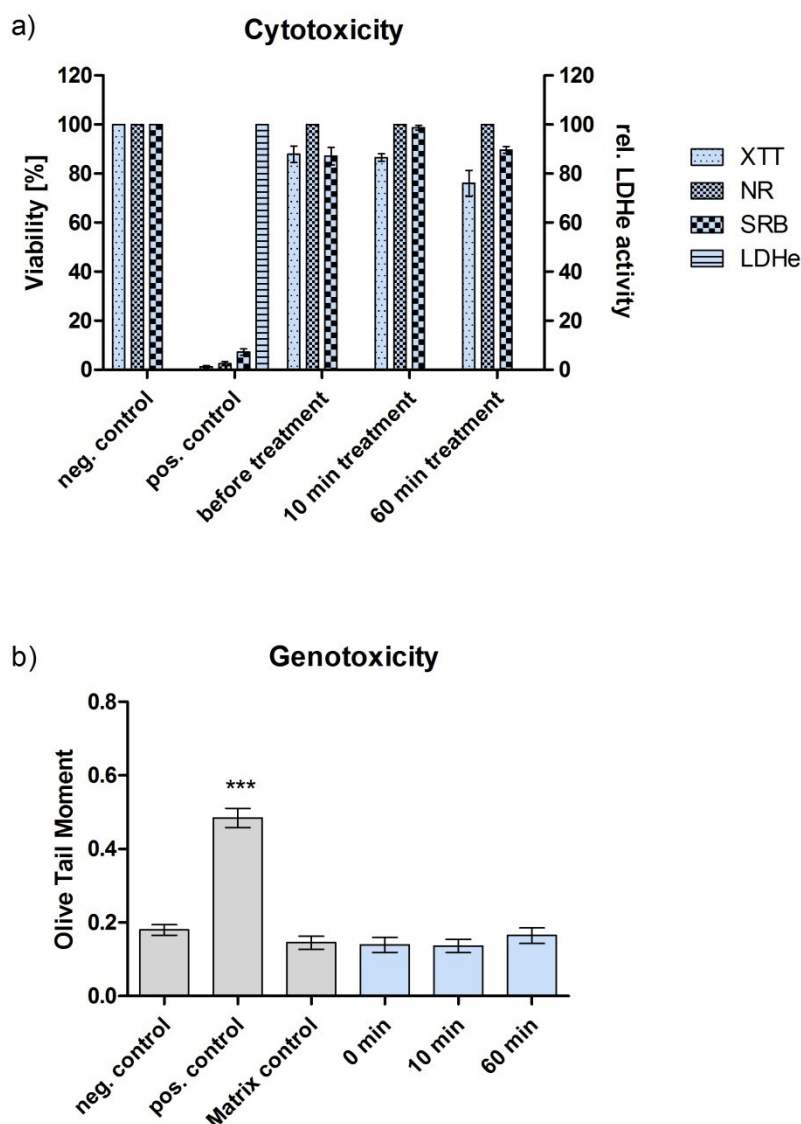 a)
Cytotoxicity
120
100
80
60
40
20
0
Viability [%]
120
100
80
60
40
20
0
rel. LDHe activity
XTT
NR
SRB
LDHe
neg. control
pos. control
before treatment
10 min treatment
60 min treatment
b)
Genotoxicity
0.8
0.6
0.4
0.2
0.0
Olive Tail Moment
***
neg. control
pos. control
Matrix control
0 min
10 min
60 min